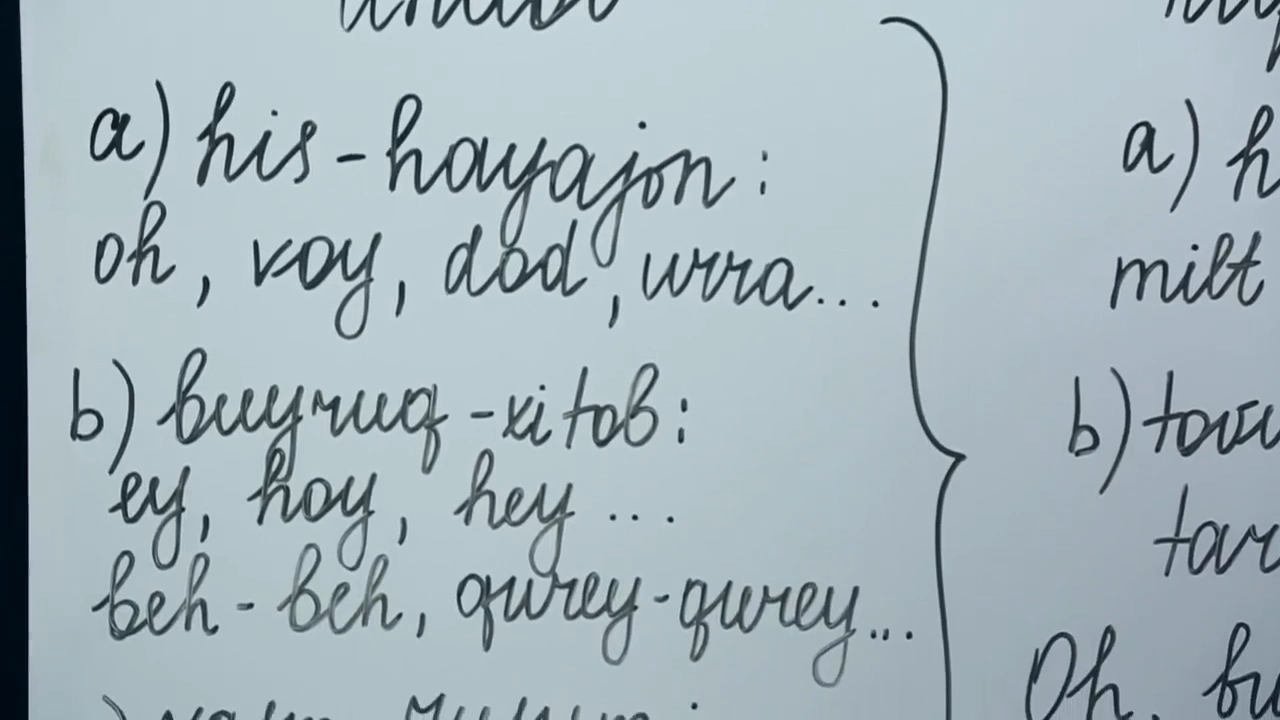 a) his-hayajon:
oh, voy, dod, urra...
b) buyruq-xitob:
ey, hoy, hey ...
beh-beh, qurey-qurey...
a) h
milt
b)
Oh,